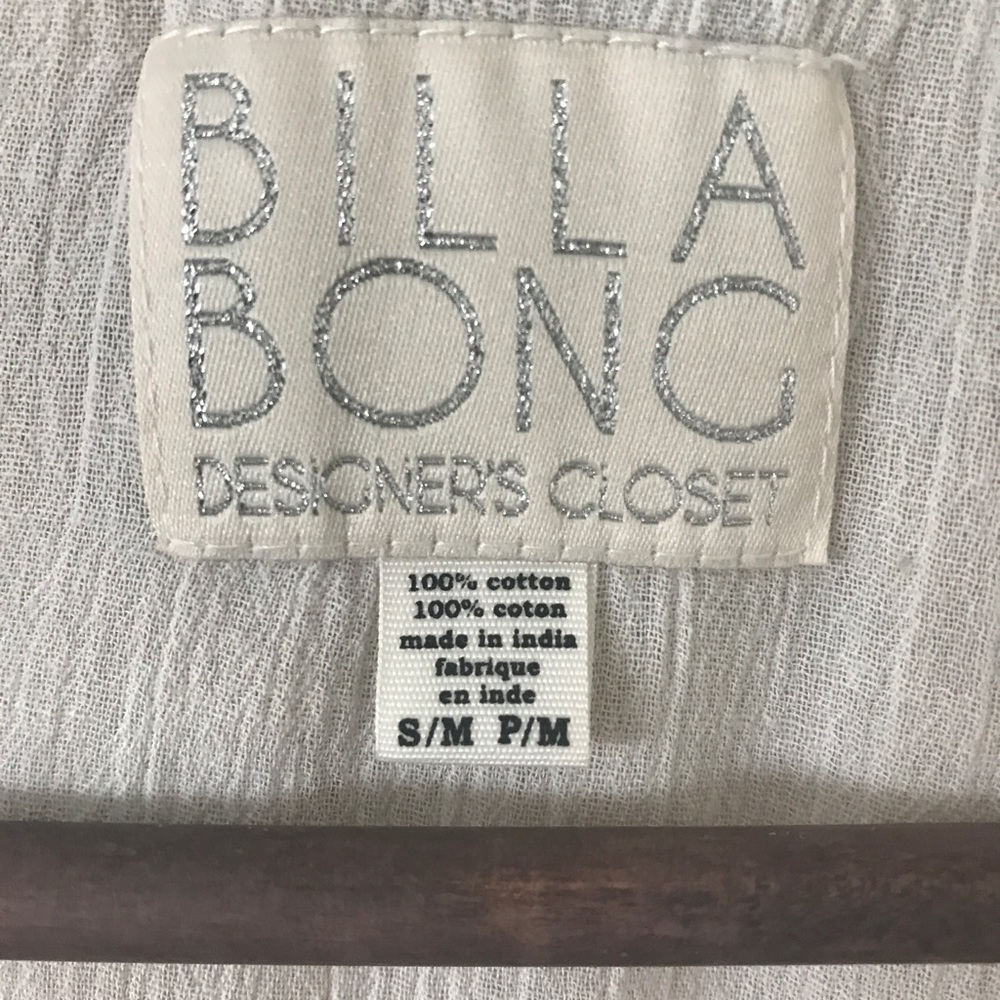 BILLA
BONG
DESIGNER'S CLOSET
100% cotton
100% coton
made in india
fabrique
en inde
S/M P/M